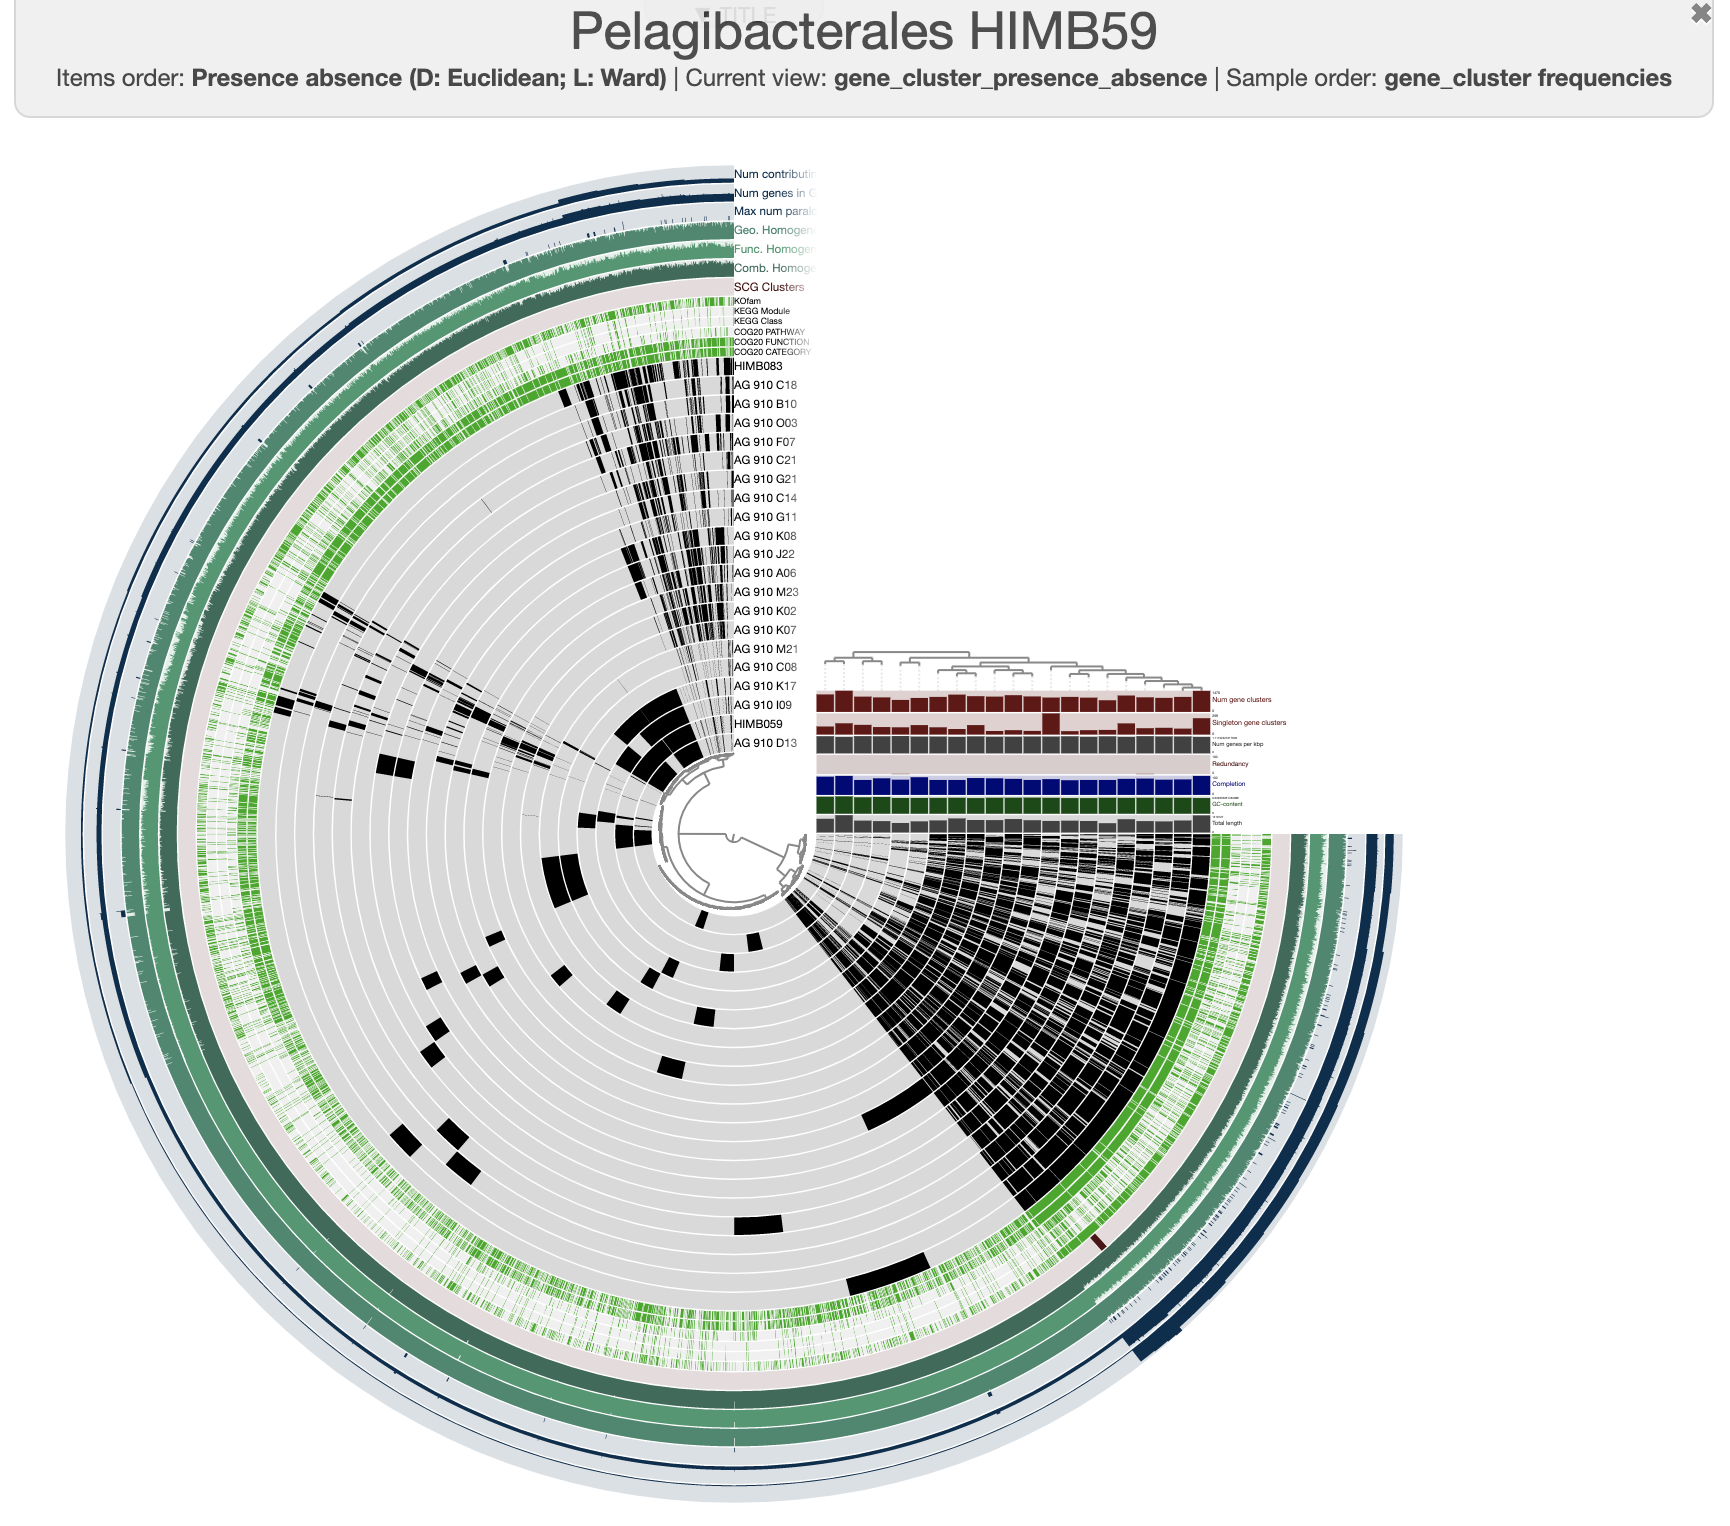 ▼ TITLE
Pelagibacterales HIMB59
✖
Items order: Presence absence (D: Euclidean; L: Ward) | Current view: gene_cluster_presence_absence | Sample order: gene_cluster frequencies
Num contributin
Num genes in G
Max num paral
Geo. Homogen
Func. Homoger
Comb. Homoge
SCG Clusters
KOfam
KEGG Module
KEGG Class
COG20 PATHWAY
COG20 FUNCTION
COG20 CATEGORY
HIMB083
AG 910 C18
AG 910 B10
AG 910 O03
AG 910 F07
AG 910 C21
AG 910 G21
AG 910 C14
AG 910 G11
AG 910 K08
AG 910 J22
AG 910 A06
AG 910 M23
AG 910 K02
AG 910 K07
AG 910 M21
AG 910 C08
AG 910 K17
AG 910 I09
HIMB059
AG 910 D13
Num gene clusters
Singleton gene clusters
Num genes per kbp
Redundancy
Completion
GC-content
Total length